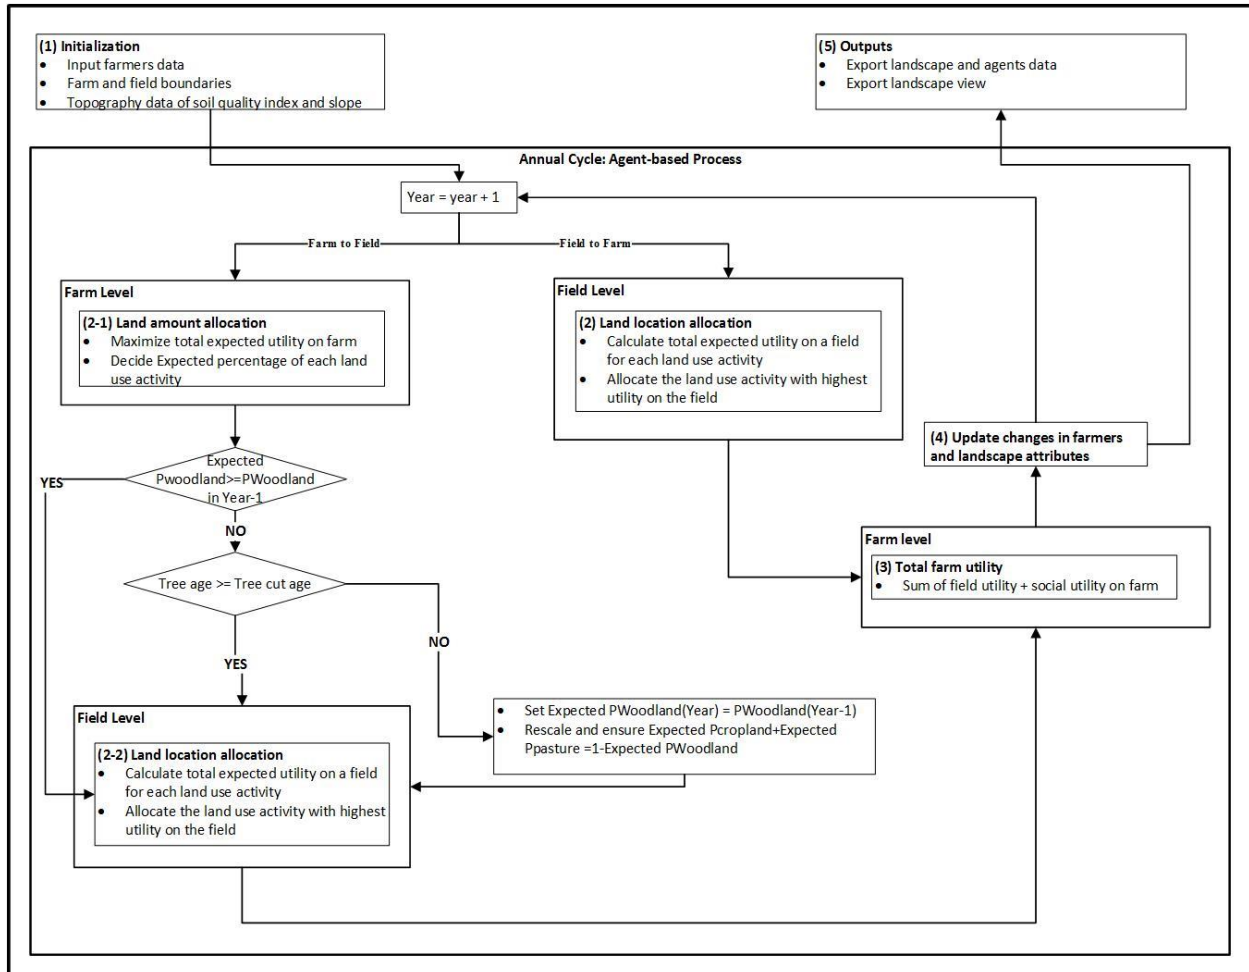 (1) Initialization
• Input farmers data
• Farm and field boundaries
• Topography data of soil quality index and slope
(5) Outputs
• Export landscape and agents data
• Export landscape view
Annual Cycle: Agent-based Process
Year = year + 1
Farm to Field
Field to Farm
Farm Level
(2-1) Land amount allocation
• Maximize total expected utility on farm
• Decide Expected percentage of each land
use activity
Field Level
(2) Land location allocation
• Calculate total expected utility on a field
for each land use activity
• Allocate the land use activity with highest
utility on the field
(4) Update changes in farmers
and landscape attributes
Expected
Pwoodland>=PWoodland
in Year-1
YES
NO
Farm level
(3) Total farm utility
• Sum of field utility + social utility on farm
Tree age >= Tree cut age
NO
YES
• Set Expected PWoodland(Year) = PWoodland(Year-1)
• Rescale and ensure Expected Pcropland+Expected
Ppasture =1-Expected PWoodland
Field Level
(2-2) Land location allocation
• Calculate total expected utility on a field
for each land use activity
• Allocate the land use activity with highest
utility on the field